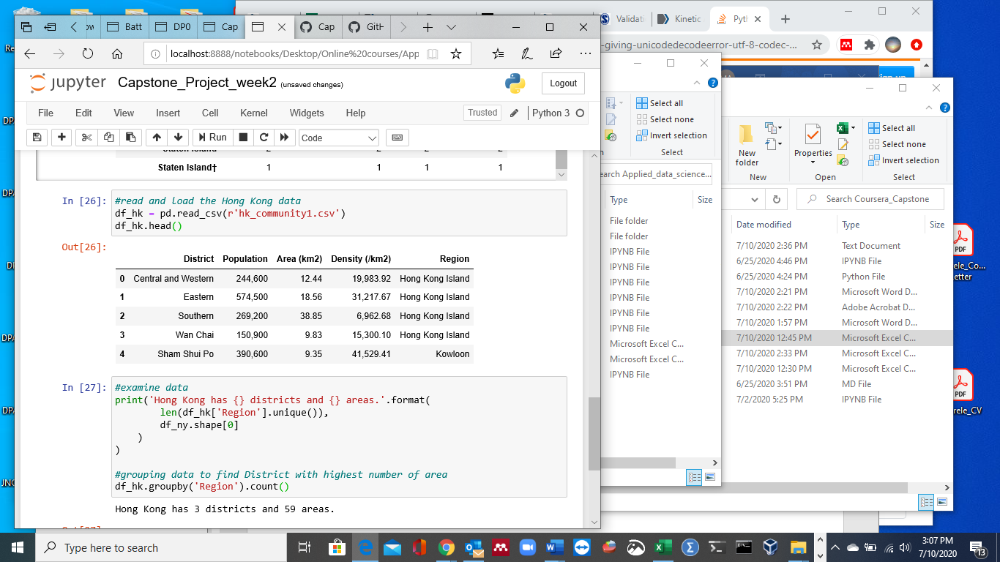 ow
Batt
DP0
Cap
Cap
GitH
localhost:8888/notebooks/Desktop/Online%20courses/App
jupyter Capstone_Project_week2 (unsaved changes)
Logout
File Edit View Insert Cell Kernel Widgets Help
Trusted
Python 3
Run
Code
Staten Island†
1 1 1 1
In [26]:
#read and load the Hong Kong data
df_hk = pd.read_csv(r'hk_community1.csv')
df_hk.head()
Out[26]:
District Population Area (km2) Density (/km2) Region
0 Central and Western 244,600 12.44 19,983.92 Hong Kong Island
1 Eastern 574,500 18.56 31,217.67 Hong Kong Island
2 Southern 269,200 38.85 6,962.68 Hong Kong Island
3 Wan Chai 150,900 9.83 15,300.10 Hong Kong Island
4 Sham Shui Po 390,600 9.35 41,529.41 Kowloon
In [27]:
#examine data
print('Hong Kong has {} districts and {} areas.'.format(
len(df_hk['Region'].unique()),
df_ny.shape[0]
)
)
#grouping data to find District with highest number of area
df_hk.groupby('Region').count()
Hong Kong has 3 districts and 59 areas.
Validati
Kinetic
Pyth
-giving-unicodedecodeerror-utf-8-codec-...
Select all
Select none
Invert selection
Select
earch Applied_data_science...
Type Size
File folder
File folder
IPYNB File
IPYNB File
IPYNB File
IPYNB File
IPYNB File
IPYNB File
Microsoft Excel C...
Microsoft Excel C...
IPYNB File
New folder
New
Properties
Open
Select all
Select none
Invert selection
Select
Search Coursera_Capstone
Date modified Type Size
7/10/2020 2:36 PM Text Document
6/25/2020 4:46 PM IPYNB File
6/25/2020 4:24 PM Python File
7/10/2020 2:21 PM Microsoft Word D...
7/10/2020 2:22 PM Adobe Acrobat D...
7/10/2020 1:57 PM Microsoft Word D...
7/10/2020 12:45 PM Microsoft Excel C...
7/10/2020 2:33 PM Microsoft Excel C...
7/10/2020 12:30 PM Microsoft Excel C...
6/25/2020 3:51 PM MD File
7/2/2020 5:25 PM IPYNB File
PDF
rele_Co...
etter
PDF
rele_CV
Re
DPA
DPA
DPA
DPA
JNC
Type here to search
3:07 PM
7/10/2020
13